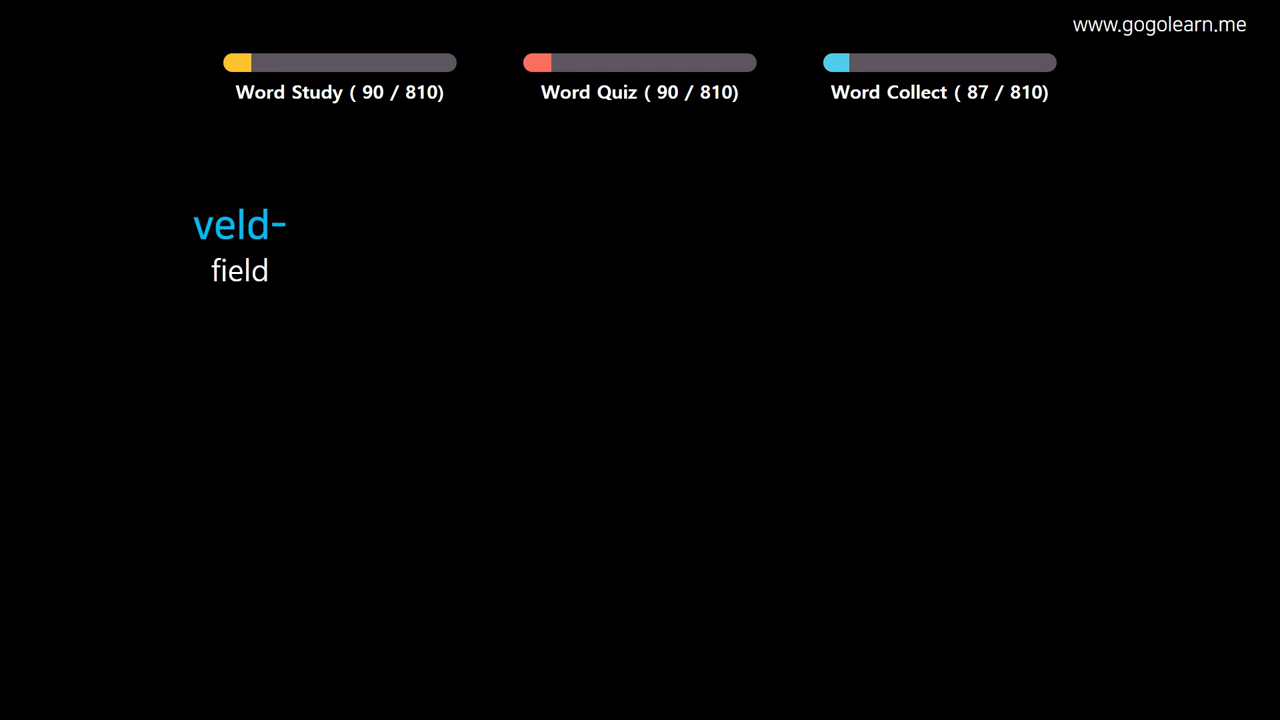 www.gogolearn.me
Word Study ( 90 / 810)
Word Quiz ( 90 / 810)
Word Collect ( 87 / 810)
veld-
field